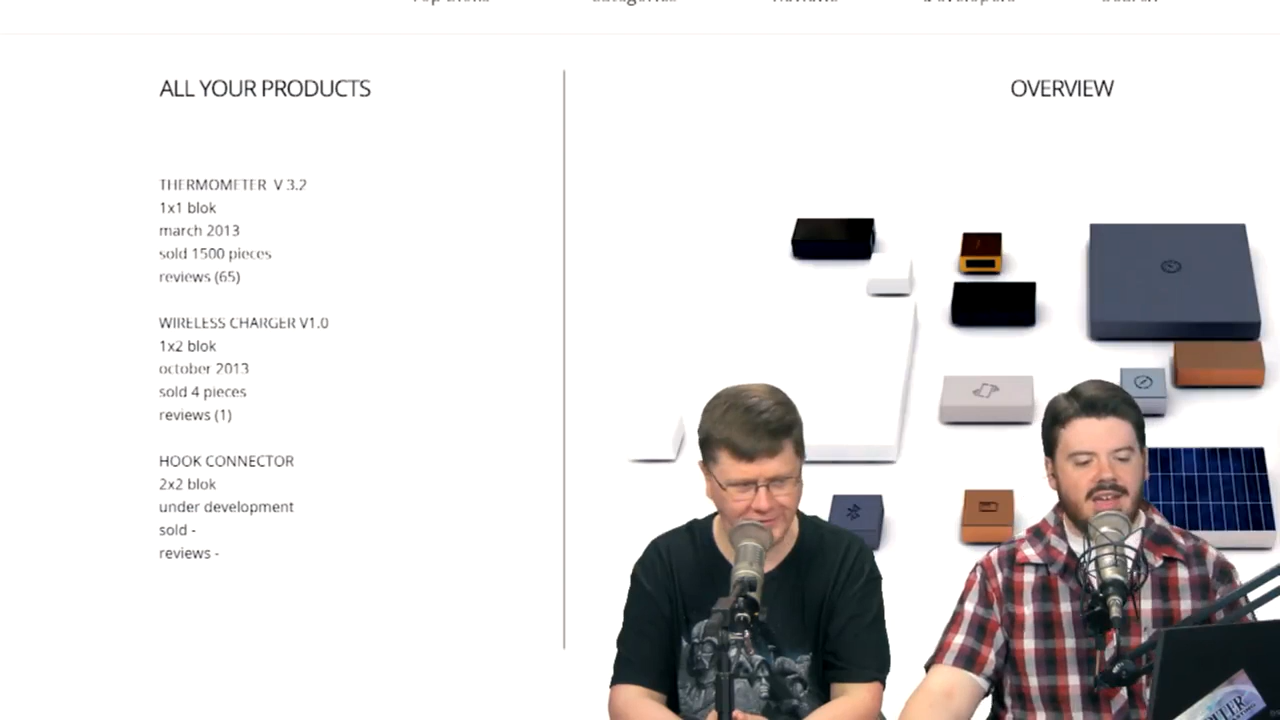 ALL YOUR PRODUCTS
OVERVIEW
THERMOMETER V 3.2
1x1 blok
march 2013
sold 1500 pieces
reviews (65)
WIRELESS CHARGER V1.0
1x2 blok
october 2013
sold 4 pieces
reviews (1)
HOOK CONNECTOR
2x2 blok
under development
sold -
reviews -